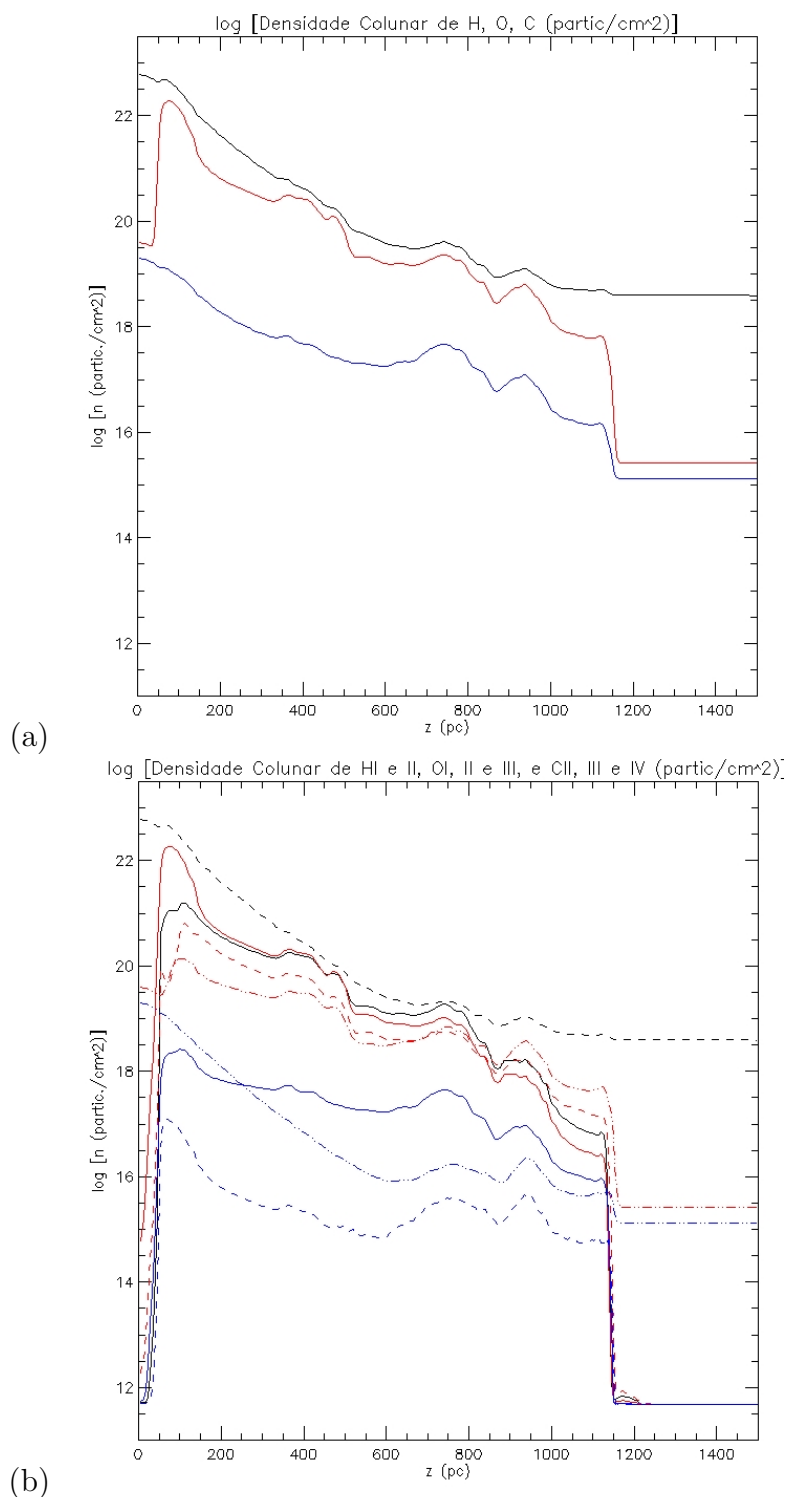 log [Densidade Colunar de H, O, C (partic/cm^2)]
log [n (partic./cm^2)]
22
20
18
16
14
12
0 200 400 600 800 1000 1200 1400
z (pc)
(a)
log [Densidade Colunar de HI e II, OI, II e III, e CII, III e IV (partic/cm^2)]
log [n (partic./cm^2)]
22
20
18
16
14
12
0 200 400 600 800 1000 1200 1400
z (pc)
(b)